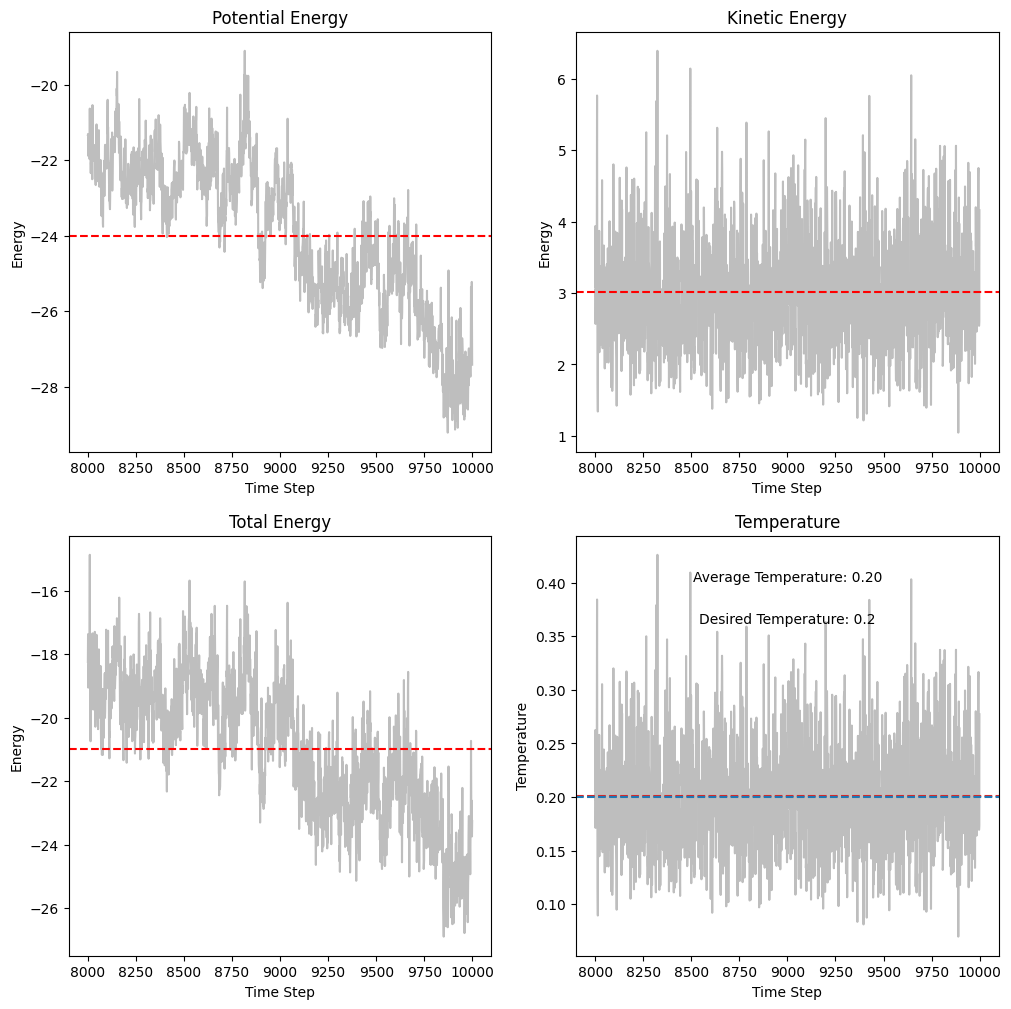 Potential Energy
Energy
−20
−22
−24
−26
−28
8000 8250 8500 8750 9000 9250 9500 9750 10000
Time Step
Kinetic Energy
Energy
6
5
4
3
2
1
8000 8250 8500 8750 9000 9250 9500 9750 10000
Time Step
Total Energy
Energy
−16
−18
−20
−22
−24
−26
8000 8250 8500 8750 9000 9250 9500 9750 10000
Time Step
Temperature
Temperature
0.40
0.35
0.30
0.25
0.20
0.15
0.10
Average Temperature: 0.20
Desired Temperature: 0.2
8000 8250 8500 8750 9000 9250 9500 9750 10000
Time Step